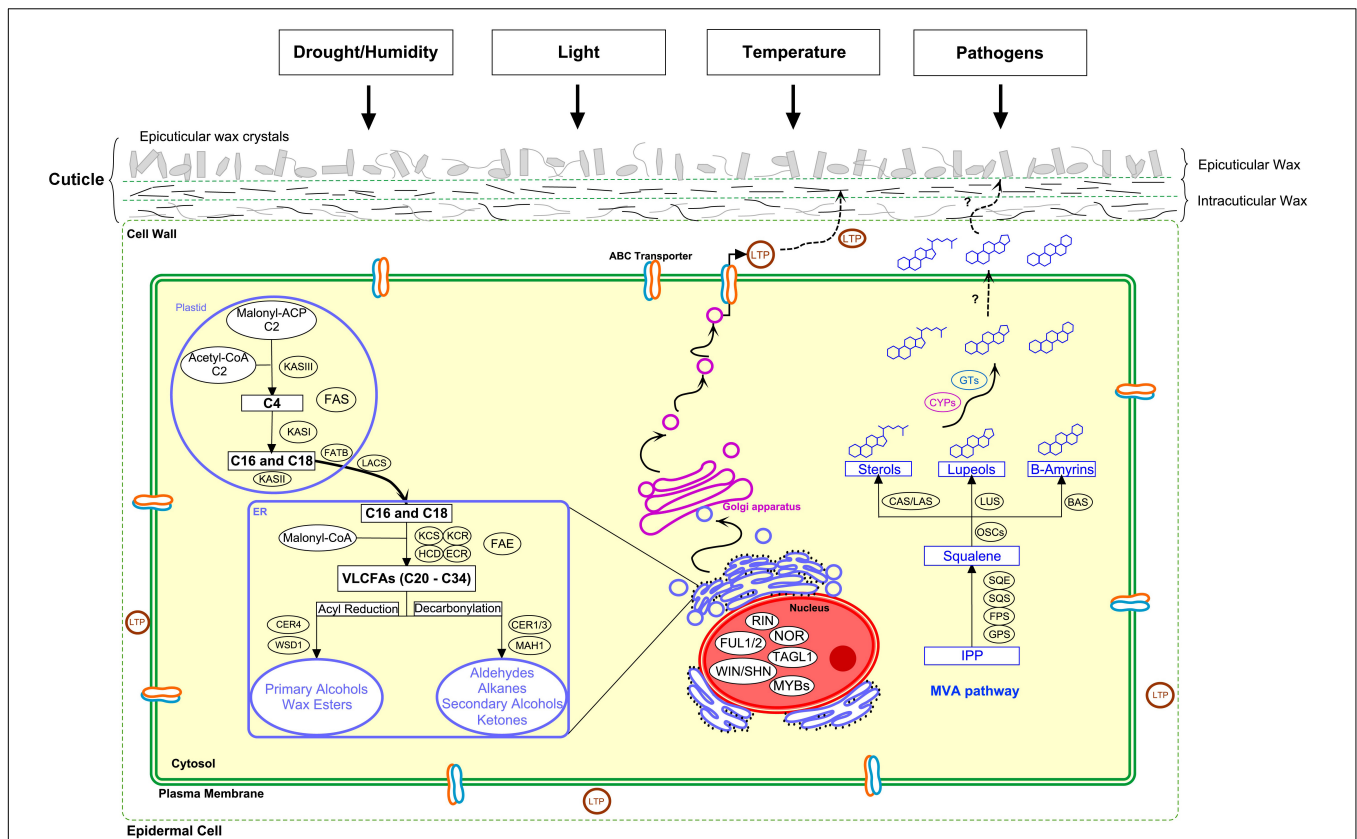 Drought/Humidity
Light
Temperature
Pathogens
Epicuticular wax crystals
Cuticle
Epicuticular Wax
Intracuticular Wax
?
Cell Wall
ABC Transporter
LTP
LTP
?
Plastid
Malonyl-ACP
C2
Acetyl-CoA
C2
KASIII
C4
FAS
KASI
C16 and C18
FATB
LACS
KASII
ER
C16 and C18
Malonyl-CoA
KCS
KCR
HCD
ECR
FAE
VLCFAs (C20 - C34)
Acyl Reduction
Decarbonylation
CER4
WSD1
CER1/3
MAH1
Primary Alcohols
Wax Esters
Aldehydes
Alkanes
Secondary Alcohols
Ketones
Golgi apparatus
Nucleus
RIN
NOR
FUL1/2
TAGL1
WIN/SHN
MYBs
GTs
CYPs
Sterols
Lupeols
B-Amyrins
CAS/LAS
LUS
BAS
OSCs
Squalene
SQE
SQS
FPS
GPS
IPP
MVA pathway
LTP
LTP
LTP
Cytosol
Plasma Membrane
Epidermal Cell